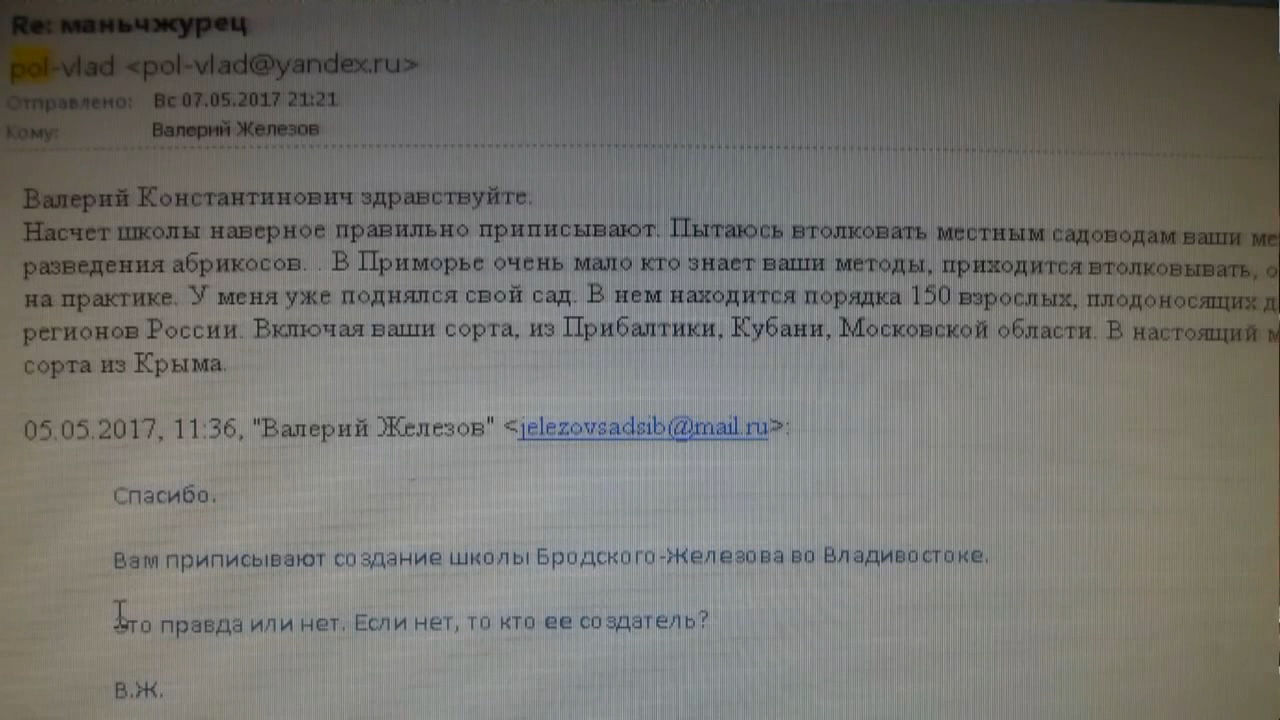 Re: маньчжурец
pol-vlad <pol-vlad@yandex.ru>
Отправлено: Вс 07.05.2017 21:21
Кому: Валерий Железов
Валерий Константинович здравствуйте.
Насчет школы наверное правильно приписывают. Пытаюсь втолковать местным садоводам ваши ме
разведения абрикосов. . В Приморье очень мало кто знает ваши методы, приходится втолковывать, о
на практике. У меня уже поднялся свой сад. В нем находится порядка 150 взрослых, плодоносящих д
регионов России. Включая ваши сорта, из Прибалтики, Кубани, Московской области. В настоящий м
сорта из Крыма.
05.05.2017, 11:36, "Валерий Железов" <jelezovsadsib@mail.ru>:
Спасибо.
Вам приписывают создание школы Бродского-Железова во Владивостоке.
Это правда или нет. Если нет, то кто ее создатель?
В.Ж.